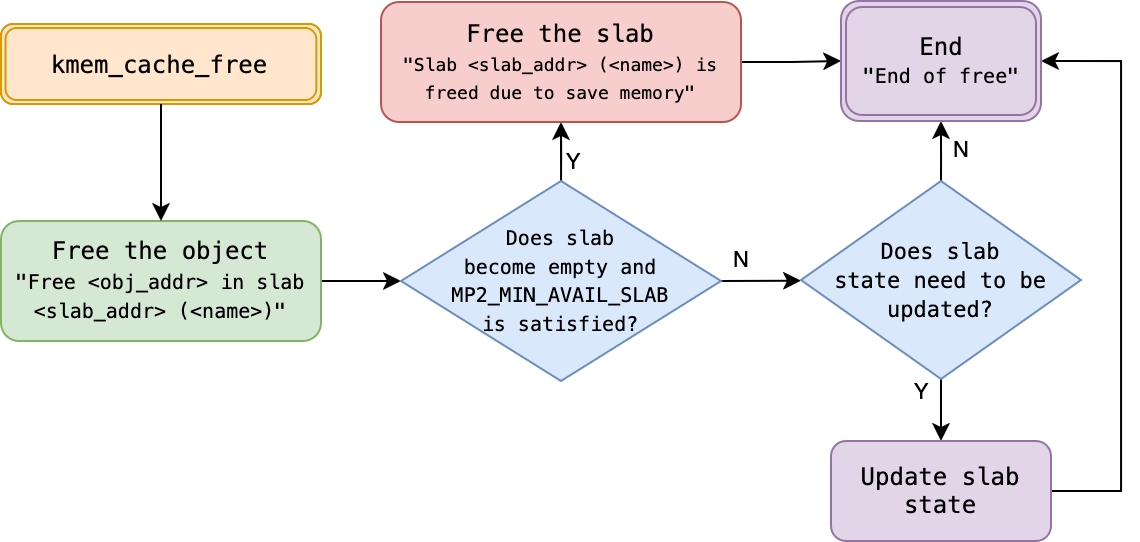 kmem_cache_free
Free the object
"Free <obj_addr> in slab
<slab_addr> (<name>)"
Free the slab
"Slab <slab_addr> (<name>) is
freed due to save memory"
Y
Does slab
become empty and
MP2_MIN_AVAIL_SLAB
is satisfied?
N
End
"End of free"
N
Does slab
state need to be
updated?
Y
Update slab
state